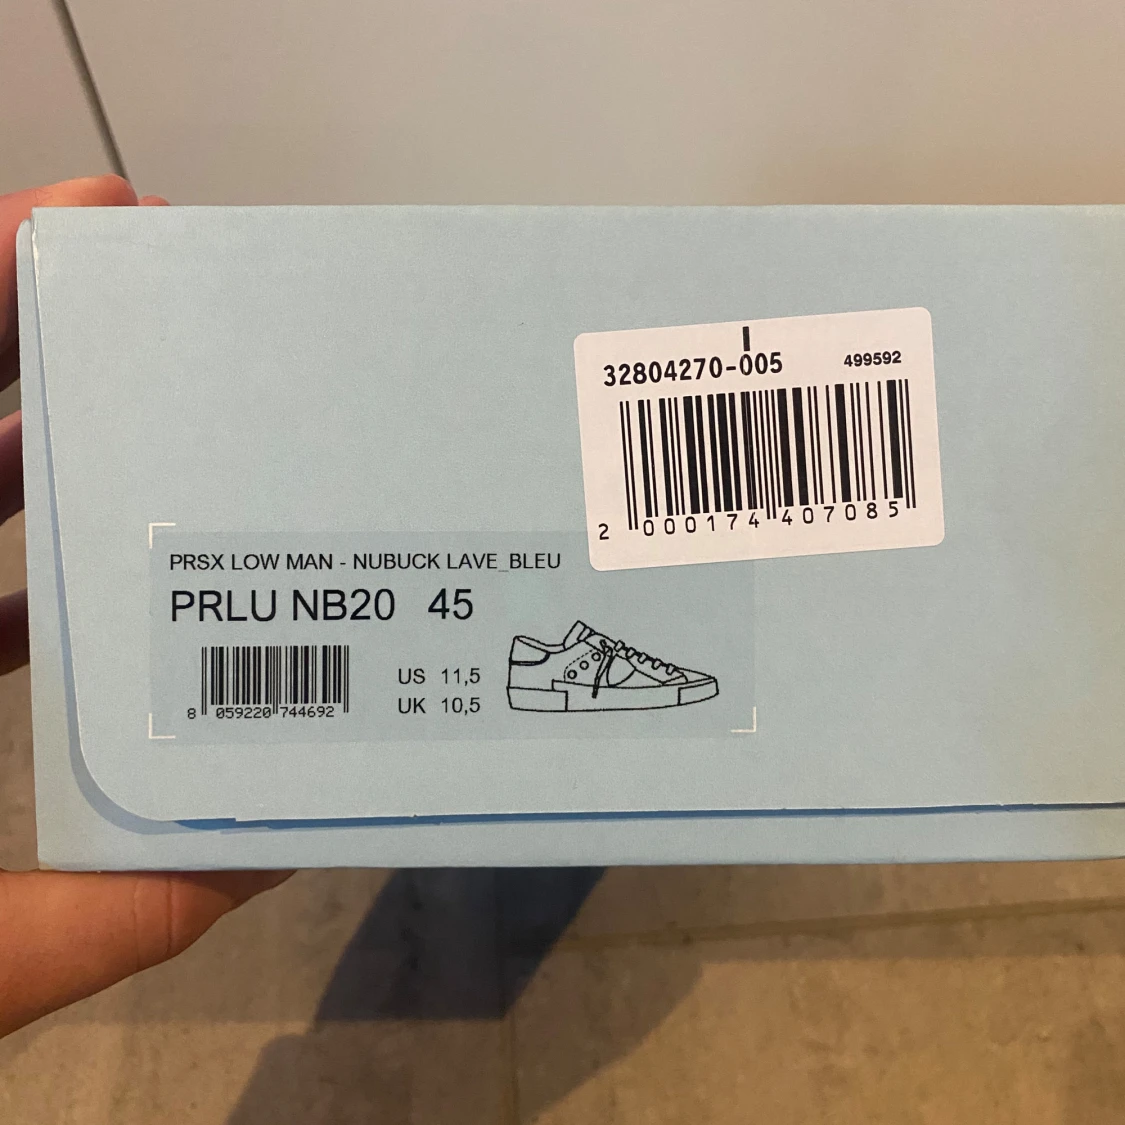 32804270-005 499592
2 000174 407085
PRSX LOW MAN - NUBUCK LAVE_BLEU
PRLU NB20 45
US 11,5
UK 10,5
8 059220 744692